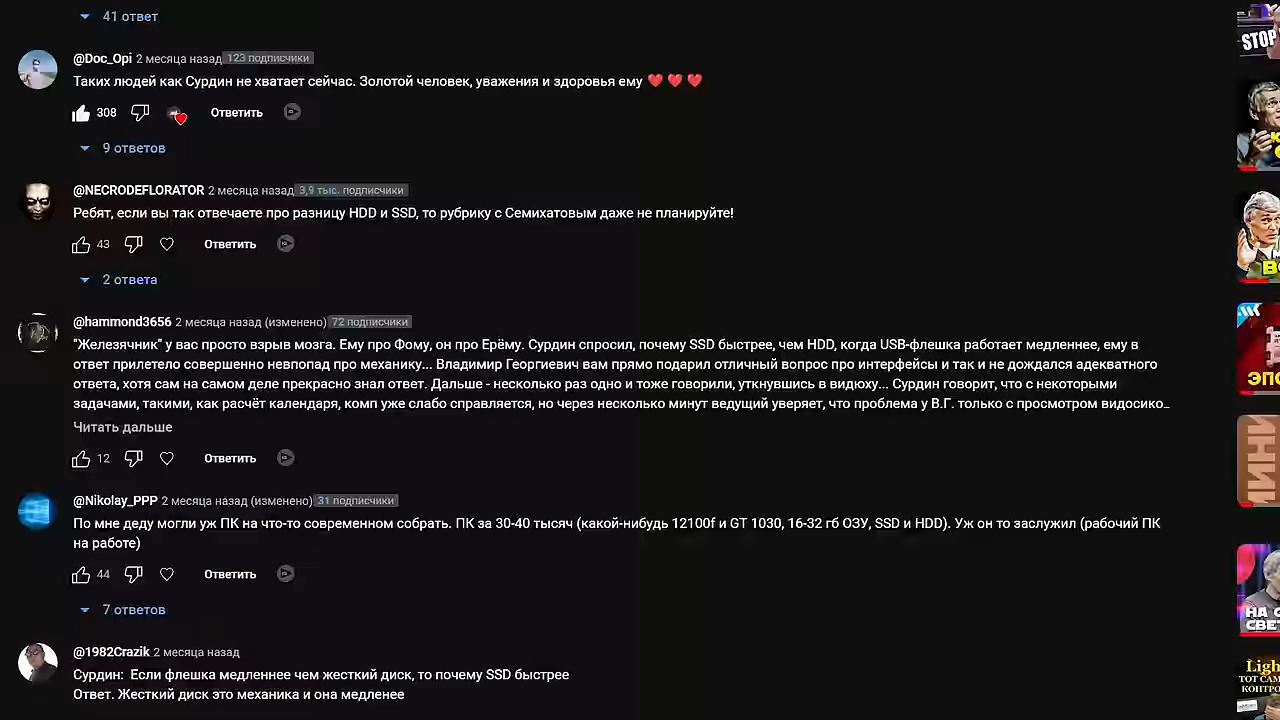 41 ответ
@Doc_Opi 2 месяца назад 123 подписчики
Таких людей как Сурдин не хватает сейчас. Золотой человек, уважения и здоровья ему ❤️ ❤️ ❤️
308 Ответить
9 ответов
@NECRODEFLORATOR 2 месяца назад 3,9 тыс. подписчики
Ребят, если вы так отвечаете про разницу HDD и SSD, то рубрику с Семихатовым даже не планируйте!
43 Ответить
2 ответа
@hammond3656 2 месяца назад (изменено) 72 подписчики
"Железячник" у вас просто взрыв мозга. Ему про Фому, он про Ерёму. Сурдин спросил, почему SSD быстрее, чем HDD, когда USB-флешка работает медленнее, ему в
ответ прилетело совершенно невпопад про механику... Владимир Георгиевич вам прямо подарил отличный вопрос про интерфейсы и так и не дождался адекватного
ответа, хотя сам на самом деле прекрасно знал ответ. Дальше - несколько раз одно и тоже говорили, уткнувшись в видюху... Сурдин говорит, что с некоторыми
задачами, такими, как расчёт календаря, комп уже слабо справляется, но через несколько минут ведущий уверяет, что проблема у В.Г. только с просмотром видосико...
Читать дальше
12 Ответить
@Nikolay_PPP 2 месяца назад (изменено) 31 подписчики
По мне деду могли уж ПК на что-то современном собрать. ПК за 30-40 тысяч (какой-нибудь 12100f и GT 1030, 16-32 гб ОЗУ, SSD и HDD). Уж он то заслужил (рабочий ПК
на работе)
44 Ответить
7 ответов
@1982Crazik 2 месяца назад
Сурдин: Если флешка медленнее чем жесткий диск, то почему SSD быстрее
Ответ. Жесткий диск это механика и она медленее
STOP
НА С
СВЕТ
Light
ТОТ САМ
КОНТРО